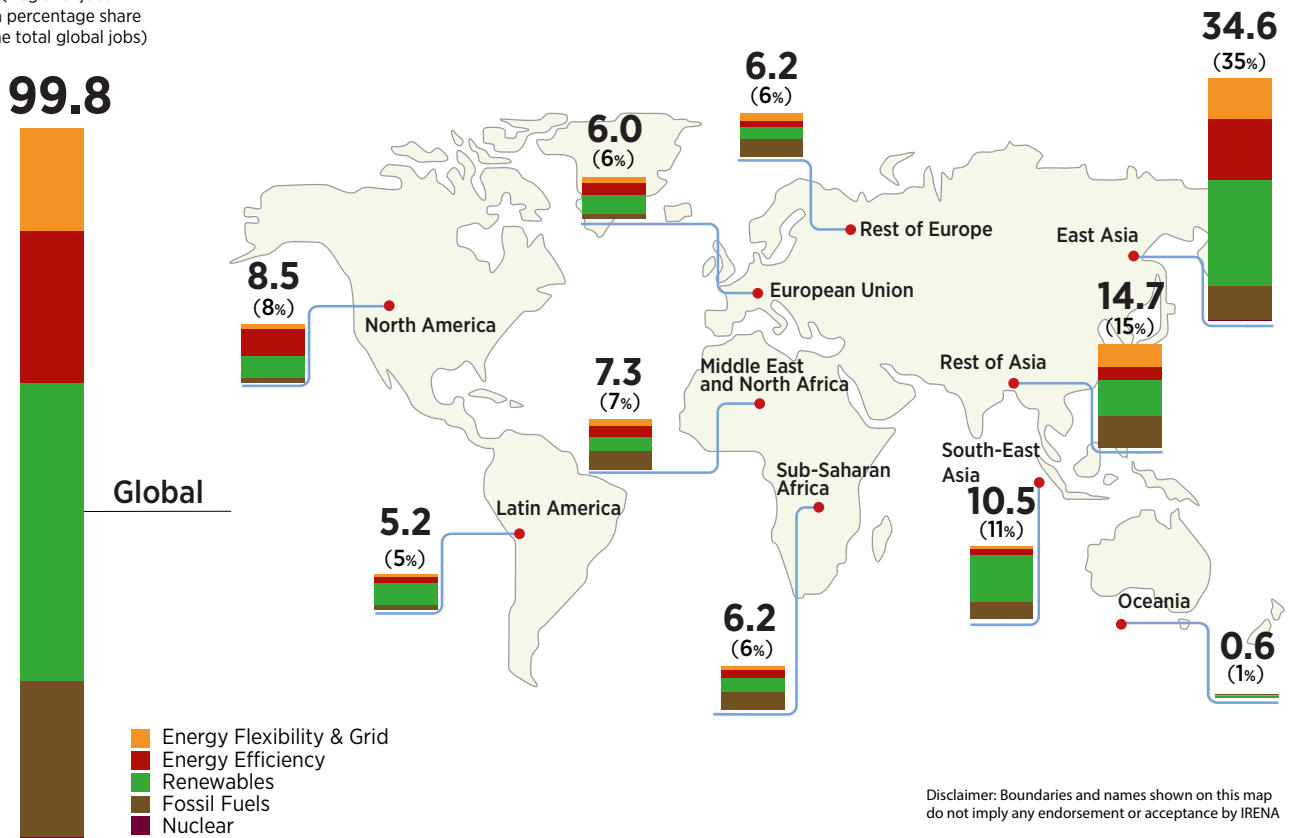 percentage share
total global jobs)
99.8
Global
Energy Flexibility & Grid
Energy Efficiency
Renewables
Fossil Fuels
Nuclear
8.5
(8%)
North America
5.2
(5%)
Latin America
6.0
(6%)
European Union
6.2
(6%)
Rest of Europe
7.3
(7%)
Middle East
and North Africa
6.2
(6%)
Sub-Saharan
Africa
34.6
(35%)
East Asia
14.7
(15%)
Rest of Asia
South-East
Asia
10.5
(11%)
Oceania
0.6
(1%)
Disclaimer: Boundaries and names shown on this map
do not imply any endorsement or acceptance by IRENA